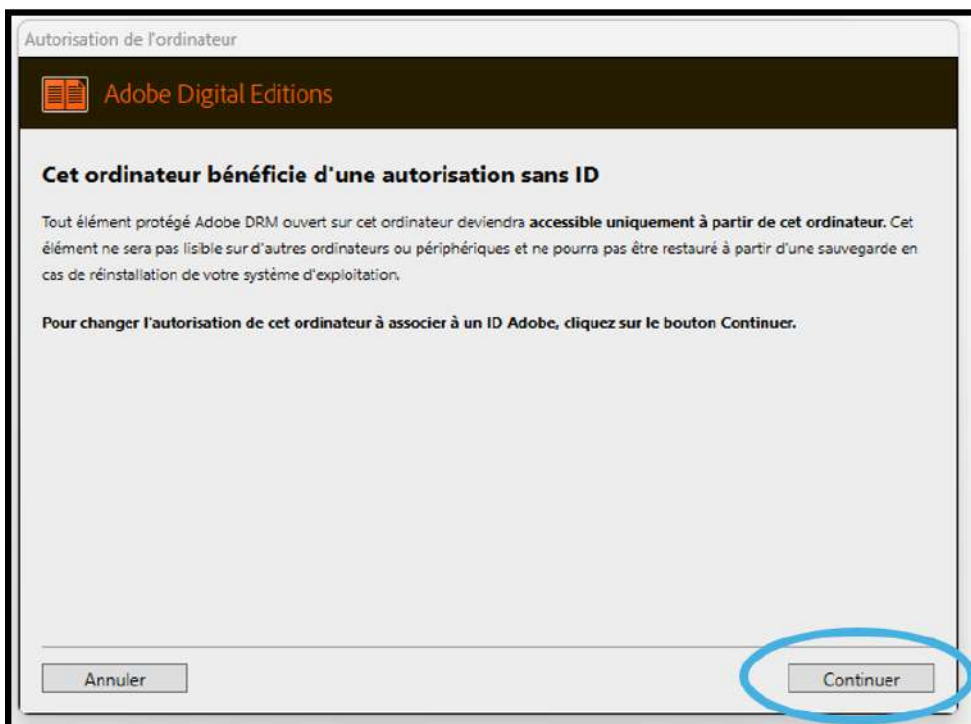 Autorisation de l'ordinateur
Adobe Digital Editions
Cet ordinateur bénéficie d'une autorisation sans ID
Tout élément protégé Adobe DRM ouvert sur cet ordinateur deviendra accessible uniquement à partir de cet ordinateur. Cet
élément ne sera pas lisible sur d'autres ordinateurs ou périphériques et ne pourra pas être restauré à partir d'une sauvegarde en
cas de réinstallation de votre système d'exploitation.
Pour changer l'autorisation de cet ordinateur à associer à un ID Adobe, cliquez sur le bouton Continuer.
Annuler
Continuer